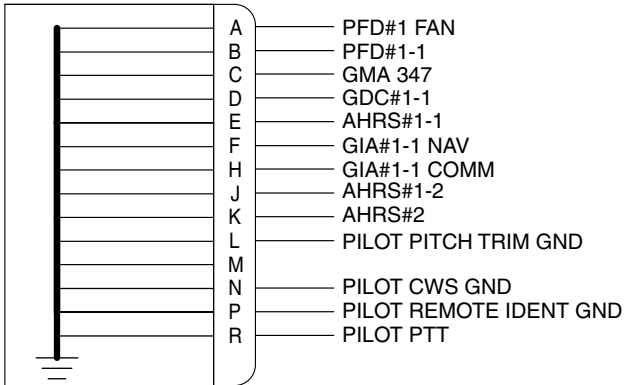 A PFD#1 FAN
B PFD#1-1
C GMA 347
D GDC#1-1
E AHRS#1-1
F GIA#1-1 NAV
H GIA#1-1 COMM
J AHRS#1-2
K AHRS#2
L PILOT PITCH TRIM GND
M
N PILOT CWS GND
P PILOT REMOTE IDENT GND
R PILOT PTT